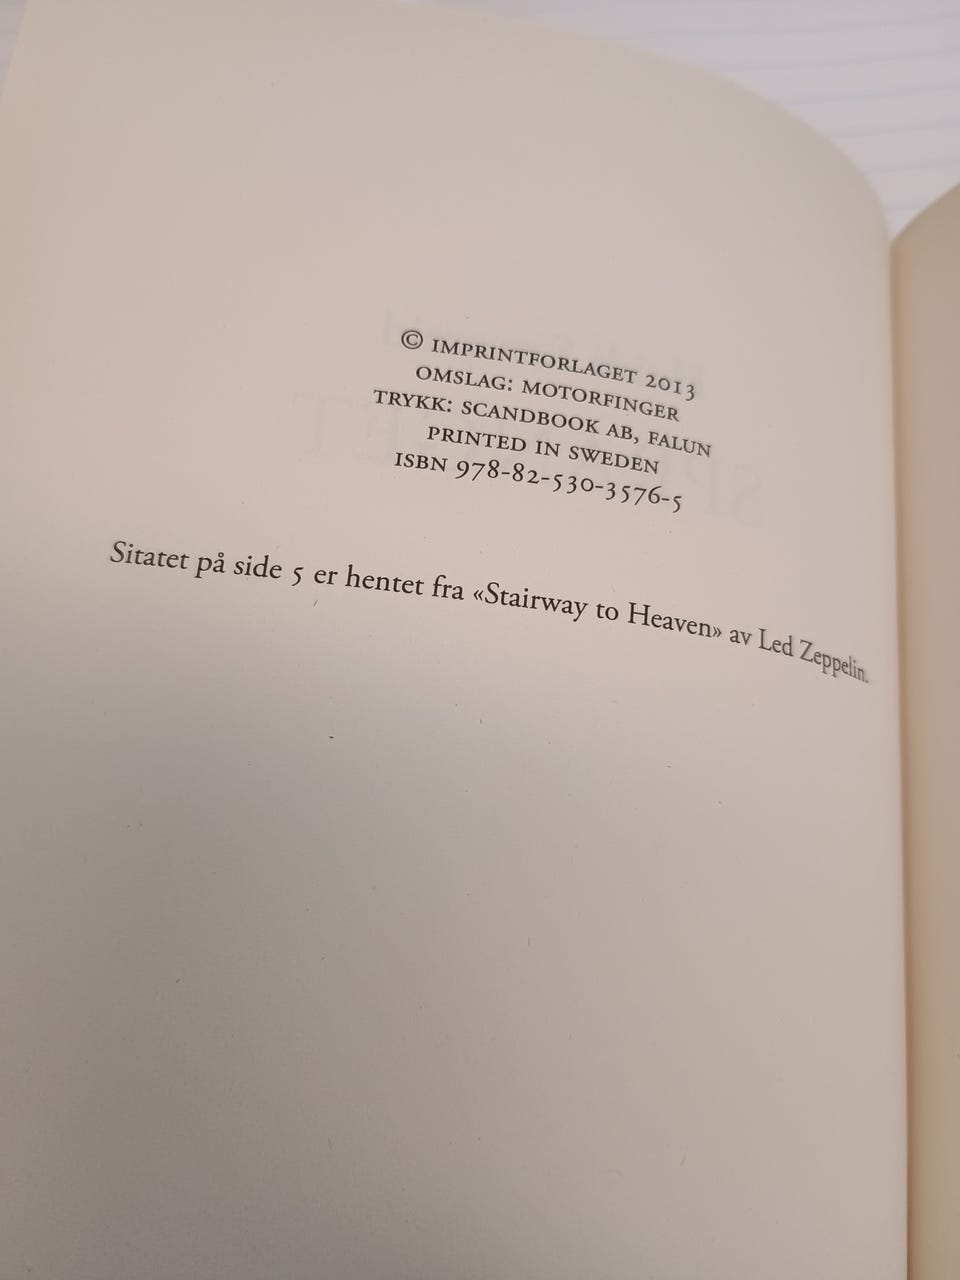 © IMPRINTFORLAGET 2013
OMSLAG: MOTORFINGER
TRYKK: SCANDBOOK AB, FALUN
PRINTED IN SWEDEN
ISBN 978-82-530-3576-5
Sitatet på side 5 er hentet fra «Stairway to Heaven» av Led Zeppelin.